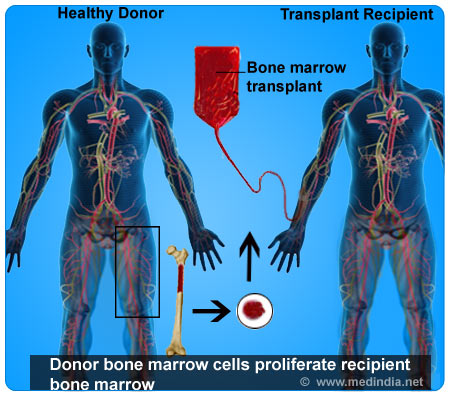 Healthy Donor
Transplant Recipient
Bone marrow
transplant
Donor bone marrow cells proliferate recipient
bone marrow
© www.medindia.net